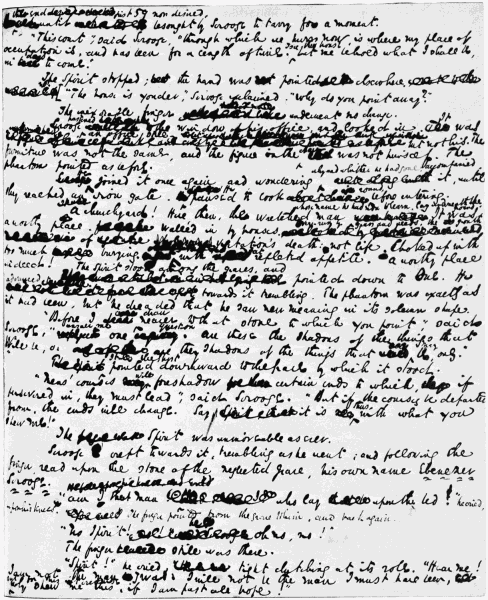 the end desired, but besought by Scrooge to tarry for a moment.
"This court," said Scrooge, "through which we hurry now, is where my place of
occupation is, and has been for a length of time. I see the house. Let me behold what I shall be,
in days to come."
The Spirit stopped; the hand was pointed elsewhere.
"The house is yonder," Scrooge exclaimed. "Why do you point away?"
The inexorable finger underwent no change.
Scrooge hastened to the window of his office, and looked in. It was
an office still, but not his. The
furniture was not the same, and the figure in the chair was not himself. The
phantom pointed as before.
He joined it once again, and wondering why and whither he had gone, accompanied it until
they reached an iron gate. He paused to look round before entering.
A churchyard. Here, then, the wretched man whose name he had now to learn, lay underneath the ground. It was a
worthy place. Walled in by houses,
vegetation's death, not life; choked up with
too much burying; fat with repleted appetite. A worthy place
indeed!
The Spirit stood among the graves, and pointed down to One. He
advanced towards it trembling. The phantom was exactly as
it had been, but he dreaded that he saw new meaning in its solemn shape.
"Before I draw nearer to that stone to which you point," said
Scrooge, "answer me one question. Are these the shadows of the things that
Will be, or are they shadows of the things that May be, only?"
Still the Ghost pointed downward to the grave by which it stood.
"Mens' courses will foreshadow certain ends, to which, if
persevered in, they must lead," said Scrooge. "But if the courses be departed
from, the ends will change. Say it is thus with what you
shew me!"
The Spirit was immovable as ever.
Scrooge crept towards it, trembling as he went; and following the
finger, read upon the stone of the neglected grave, his own name Ebenezer
Scrooge.
"Am I that man who lay upon the bed?" he cried,
upon his knees.
The finger pointed from the grave to him, and back again.
"No Spirit! Oh no, no!"
The finger still was there.
"Spirit!" he cried, tight clutching at its robe, "Hear me!
I am not the man I was. I will not be the man I must have been,
Why shew me this, if I am past all hope!"